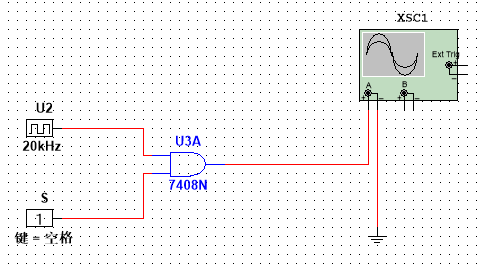 XSC1
Ext Trig
+
−
A
B
+ − + −
U2
20kHz
U3A
7408N
S
1
键 = 空格